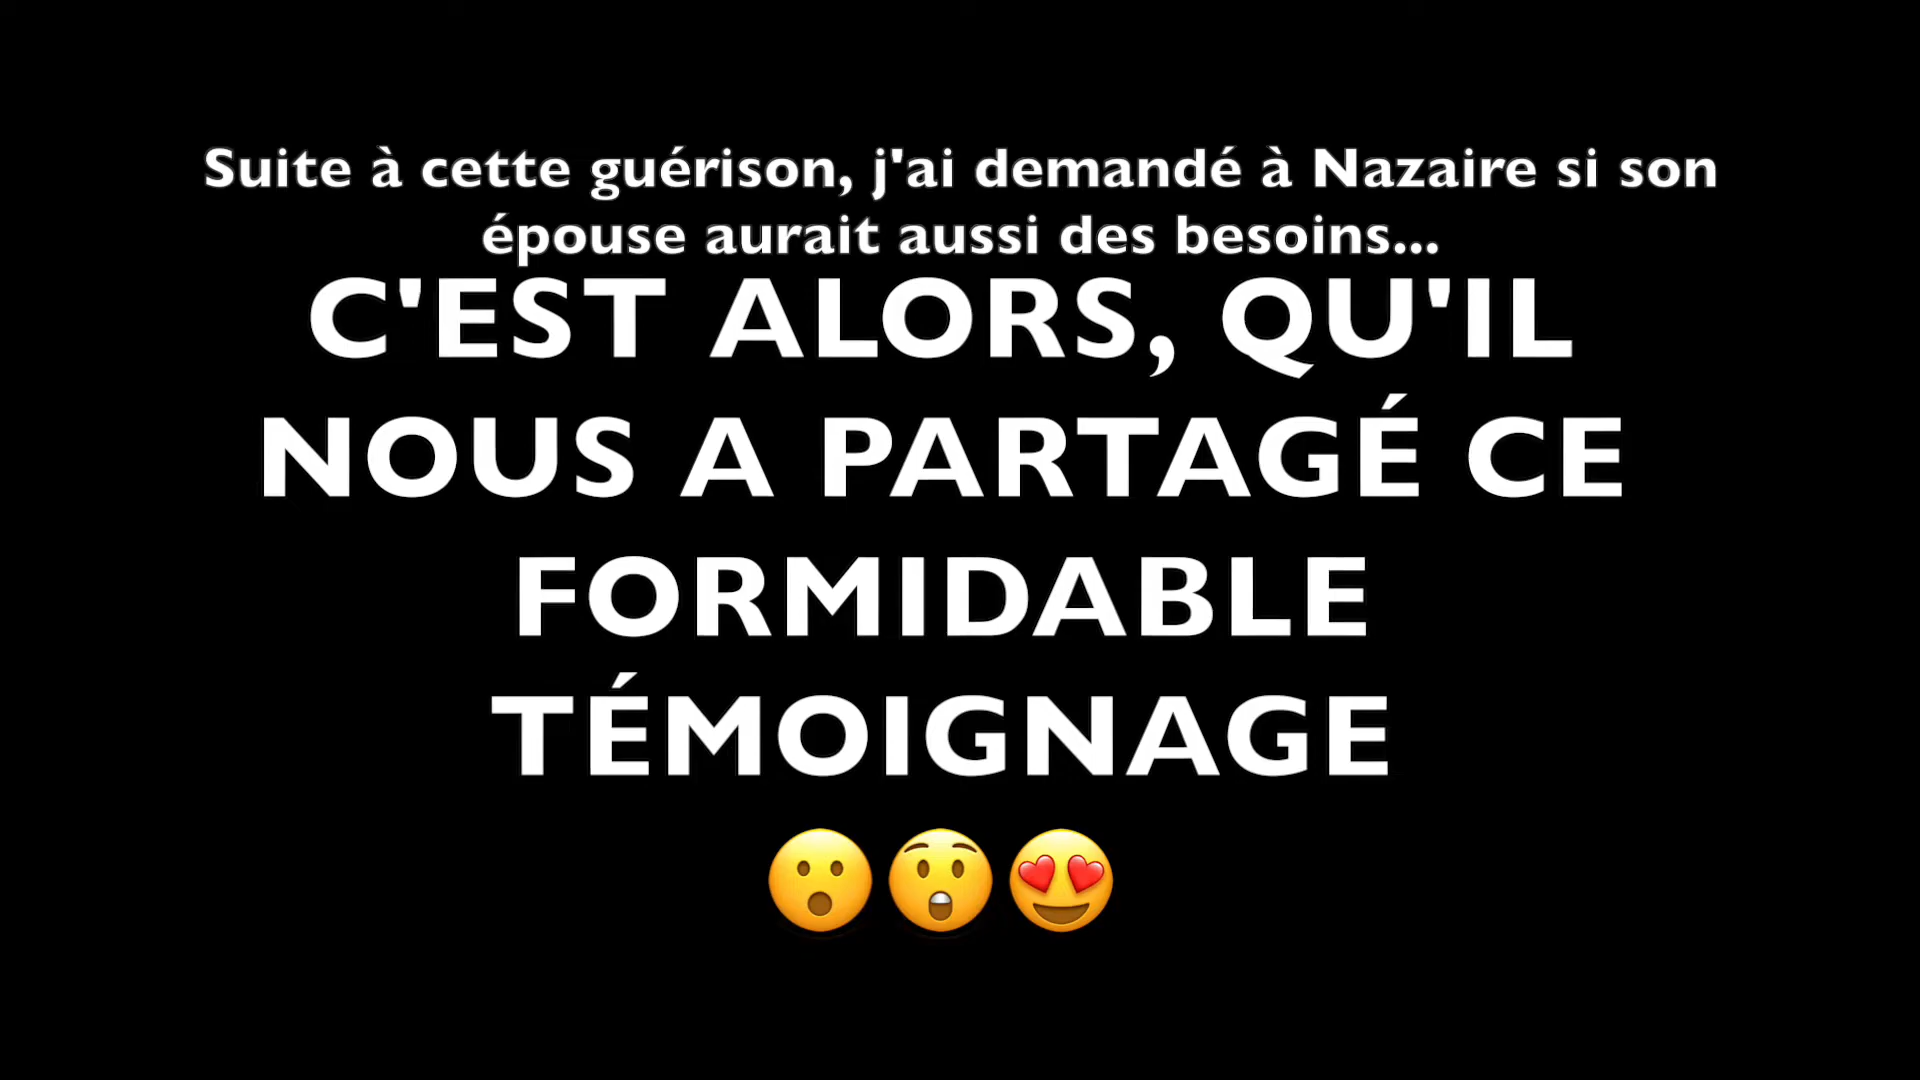 Suite à cette guérison, j'ai demandé à Nazaire si son
épouse aurait aussi des besoins...
C'EST ALORS, QU'IL
NOUS A PARTAGÉ CE
FORMIDABLE
TÉMOIGNAGE
😮😲😍